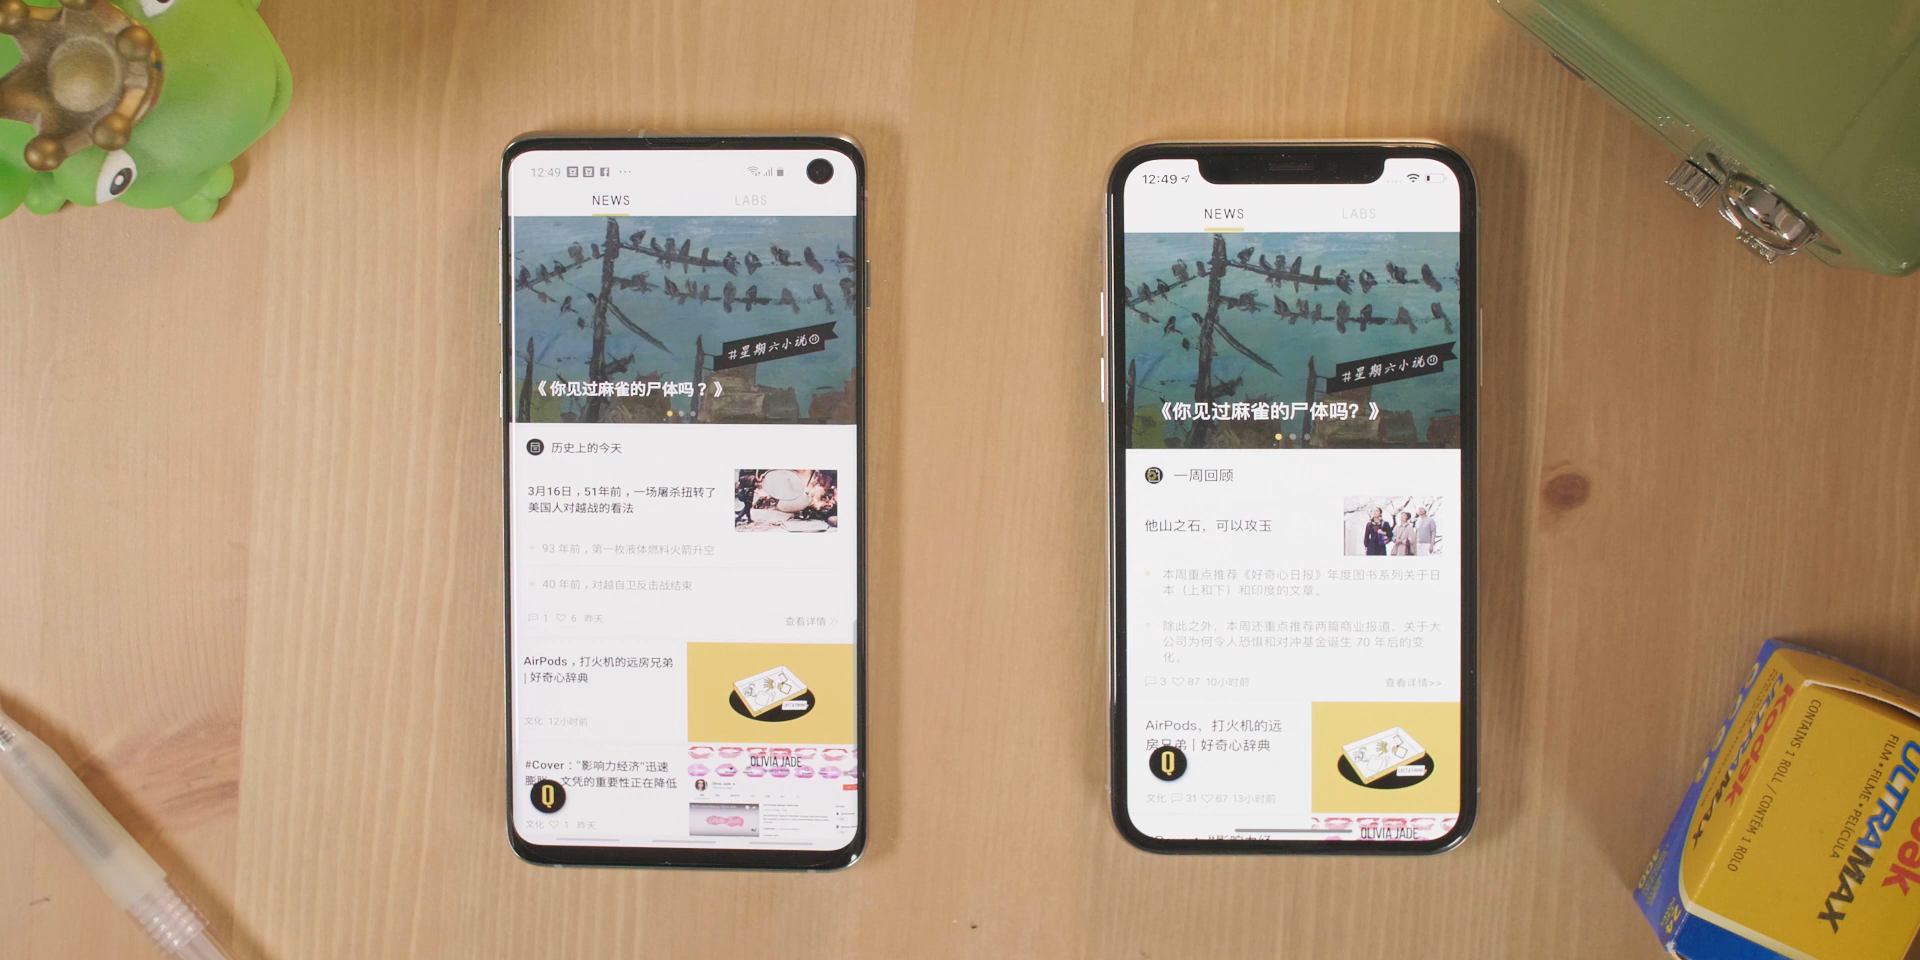 12:49
NEWS
LABS
#星期六小说
《你见过麻雀的尸体吗？》
历史上的今天
3月16日，51年前，一场屠杀扭转了
美国人对越战的看法
93 年前，第一枚液体燃料火箭升空
40 年前，对越自卫反击战结束
1
6
昨天
查看详情
AirPods，打火机的远房兄弟
| 好奇心辞典
文化 12小时前
OLIVIA JADE
#Cover："影响力经济"迅速
文凭的重要性正在降低
Q
文化
1
昨天
12:49
NEWS
LABS
#星期六小说
《你见过麻雀的尸体吗？》
一周回顾
他山之石，可以攻玉
本周重点推荐《好奇心日报》年度图书系列关于日
本（上和下）和印度的文章。
除此之外，本周还重点推荐两篇商业报道，关于大
公司为何令人恐惧和对冲基金诞生 70 年后的变
化。
3
87
10小时前
查看详情>>
AirPods，打火机的远
房兄弟 | 好奇心辞典
Q
文化
31
67
13小时前
OLIVIA JADE
Kodak
ULTRAMAX
CONTAINS 1 ROLL / CONTÉM 1 ROLO
FILM • FILME • PELÍCULA
ULTRAMAX